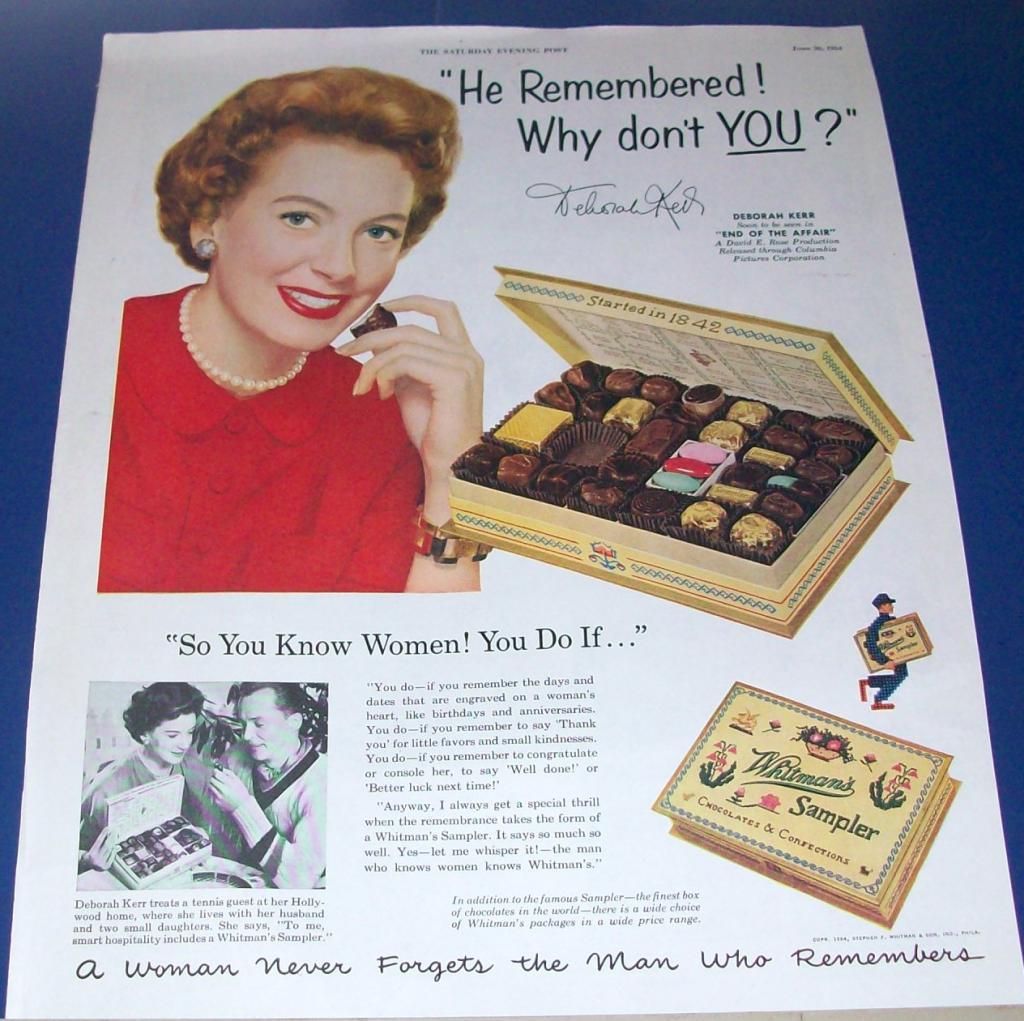 THE SATURDAY EVENING POST
"He Remembered!
Why don't YOU?"
Deborah Kerr
DEBORAH KERR
Soon to be seen in
"END OF THE AFFAIR"
A David E. Rose Production
Released through Columbia
Pictures Corporation
Started in 1842
"So You Know Women! You Do If..."
"You do—if you remember the days and
dates that are engraved on a woman's
heart, like birthdays and anniversaries.
You do—if you remember to say 'Thank
you' for little favors and small kindnesses.
You do—if you remember to congratulate
or console her, to say 'Well done!' or
'Better luck next time!'
"Anyway, I always get a special thrill
when the remembrance takes the form of
a Whitman's Sampler. It says so much so
well. Yes—let me whisper it!—the man
who knows women knows Whitman's."
Whitman's
Sampler
Whitman's
Sampler
CHOCOLATES & CONFECTIONS
Deborah Kerr treats a tennis guest at her Holly-
wood home, where she lives with her husband
and two small daughters. She says, "To me,
smart hospitality includes a Whitman's Sampler."
In addition to the famous Sampler—the finest box
of chocolates in the world—there is a wide choice
of Whitman's packages in a wide price range.
COPR. 1954, STEPHEN F. WHITMAN & SON, INC., PHILA.
A Woman Never Forgets the Man Who Remembers